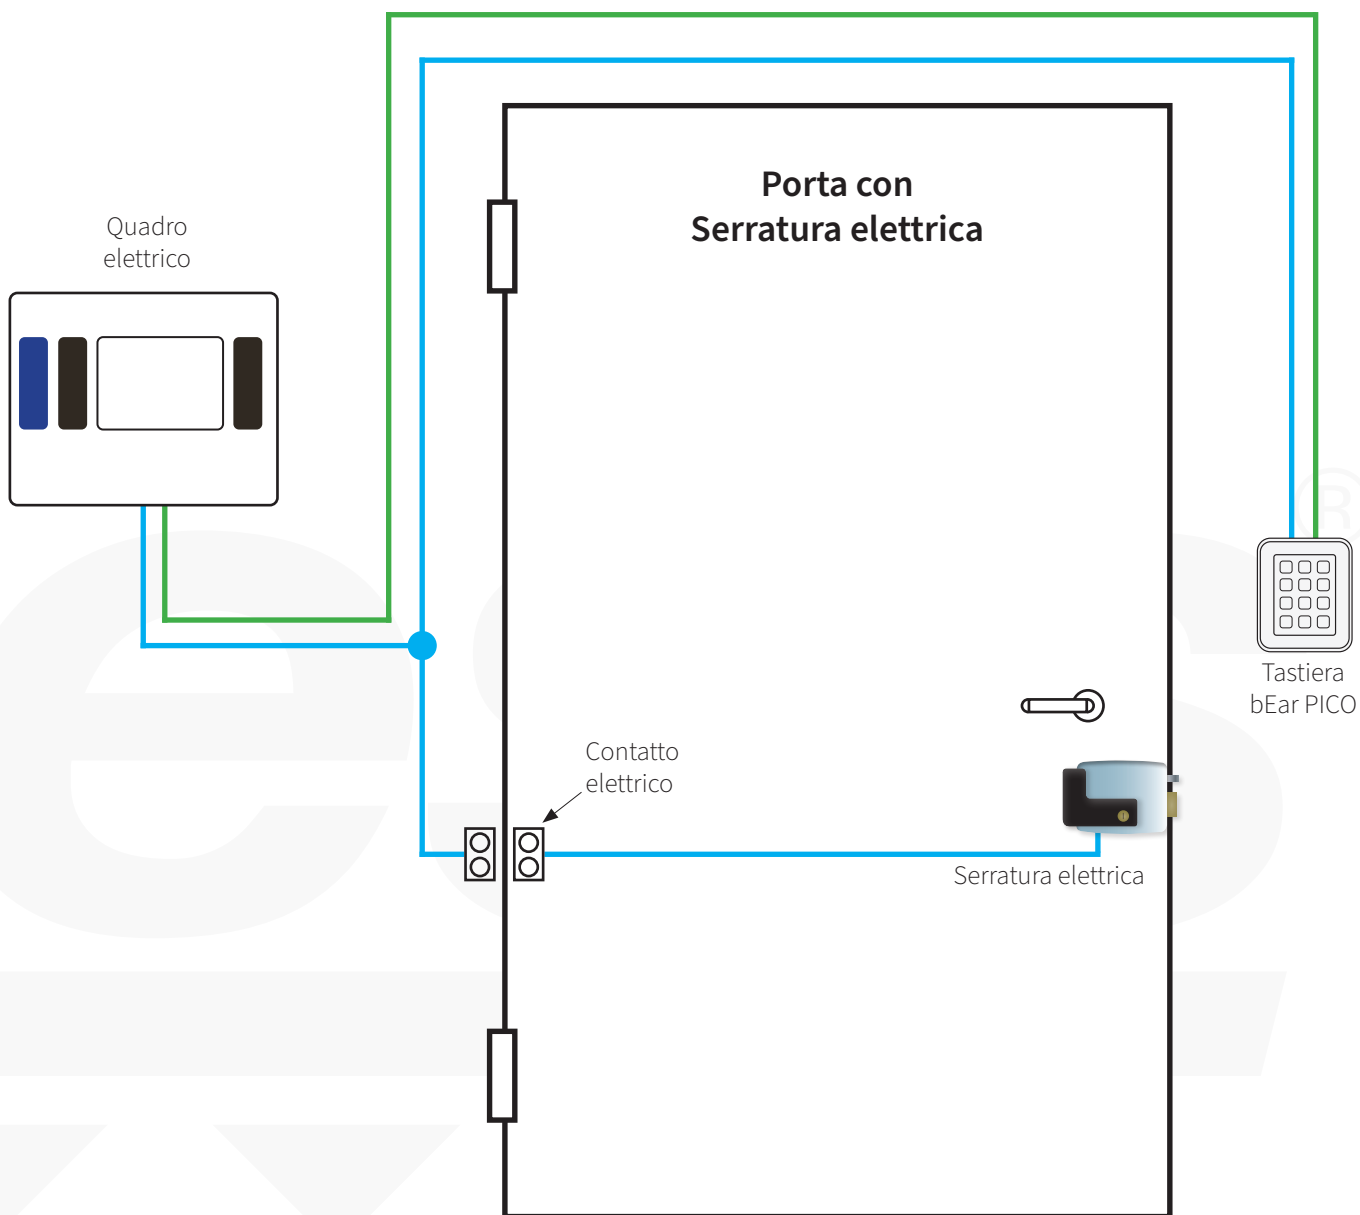 Porta con
Serratura elettrica
Quadro
elettrico
®
Tastiera
bEar PICO
Contatto
elettrico
Serratura elettrica